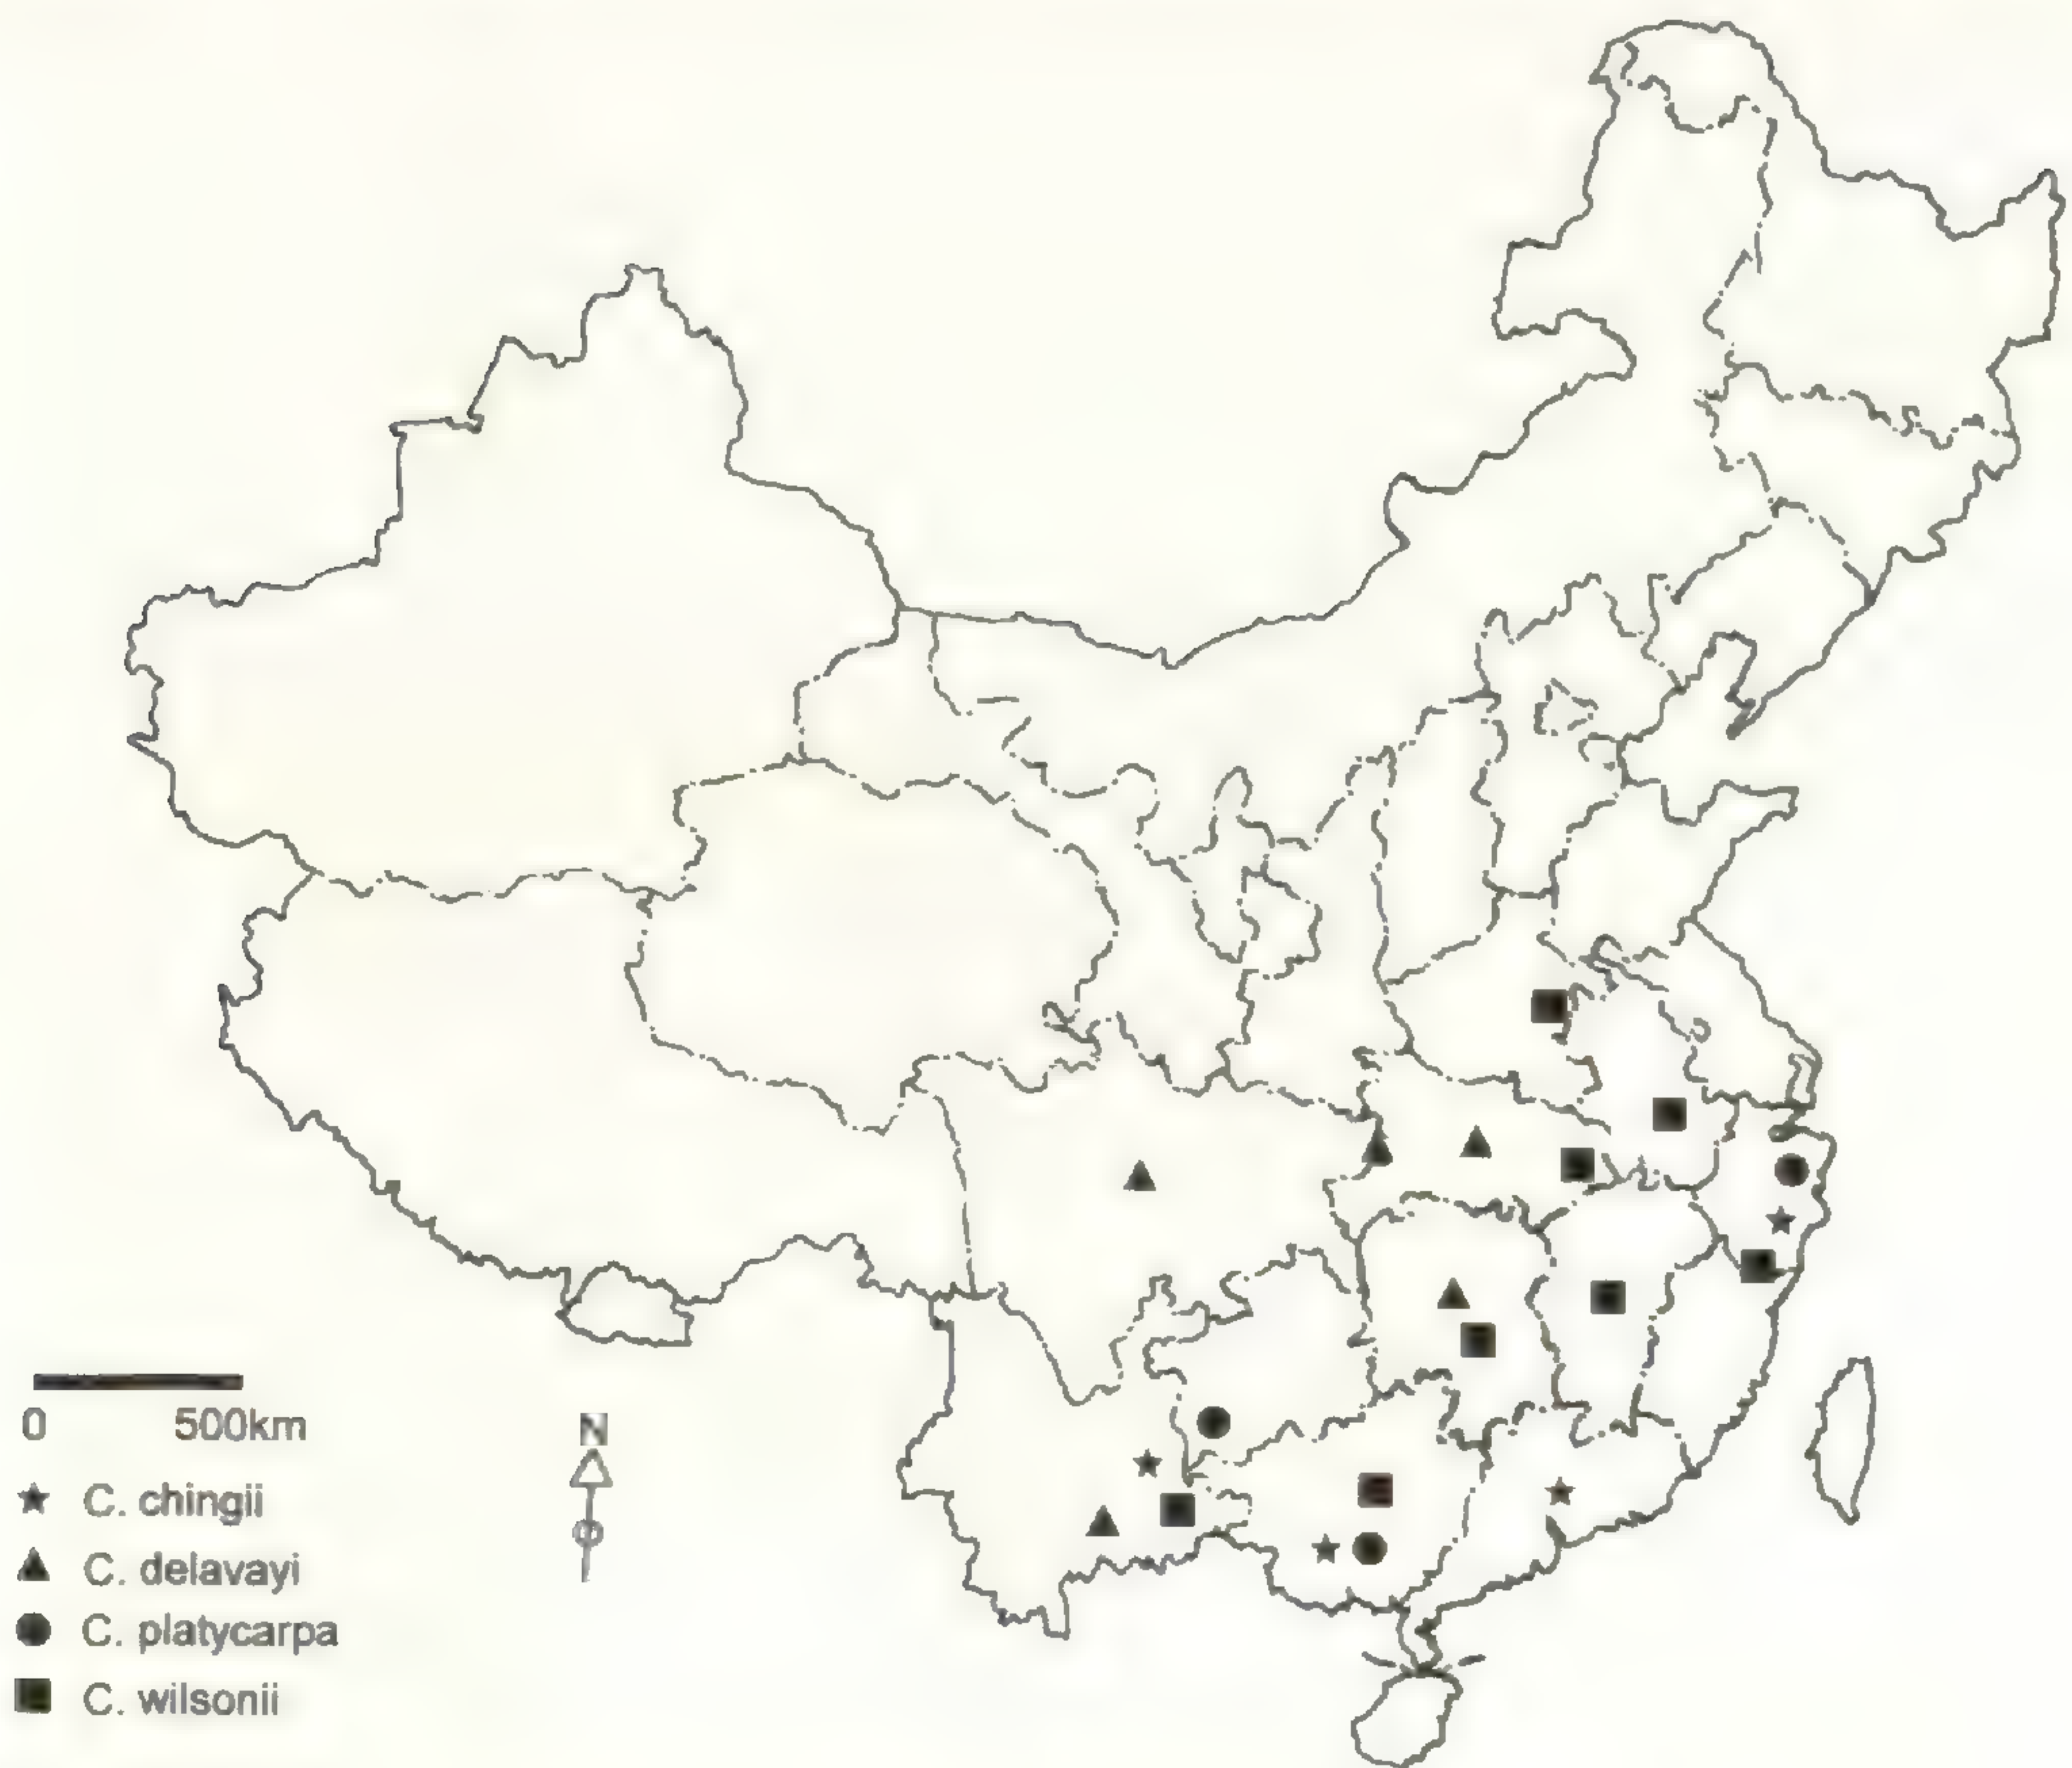 0 500km
N
C. chingii
C. delavayi
C. platycarpa
C. wilsonii